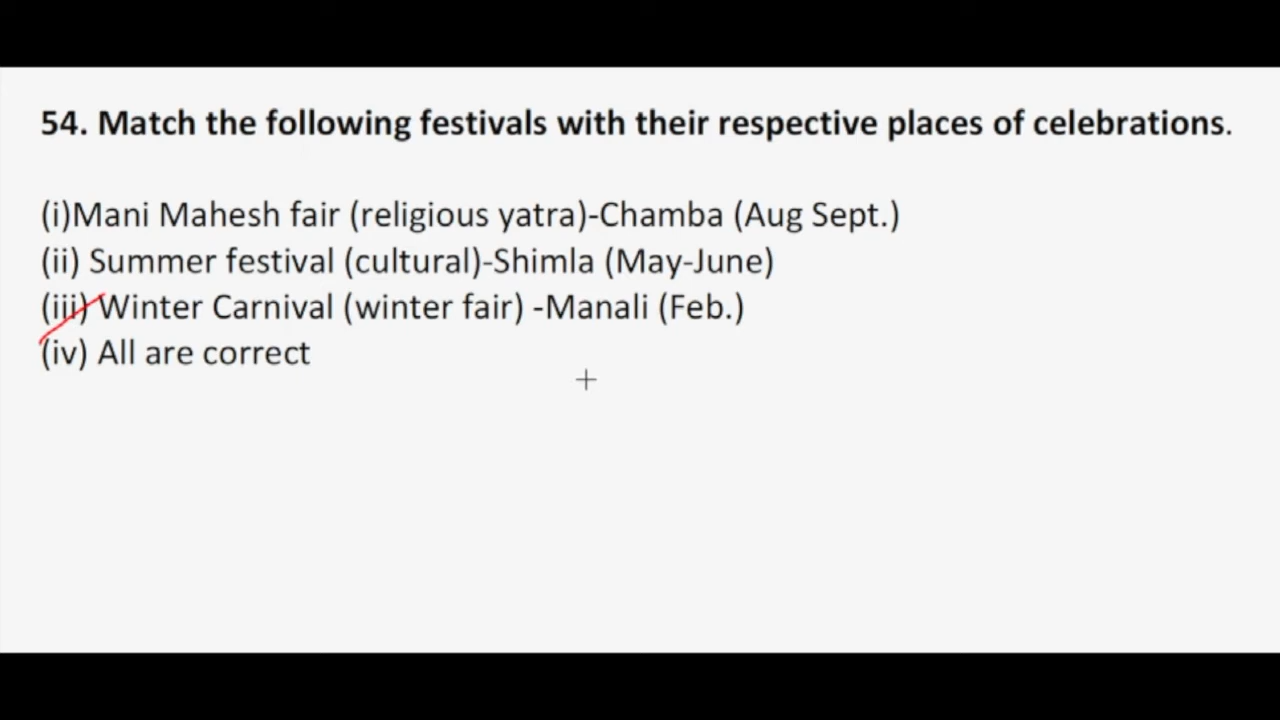 54. Match the following festivals with their respective places of celebrations.
(i)Mani Mahesh fair (religious yatra)-Chamba (Aug Sept.)
(ii) Summer festival (cultural)-Shimla (May-June)
(iii) Winter Carnival (winter fair) -Manali (Feb.)
(iv) All are correct